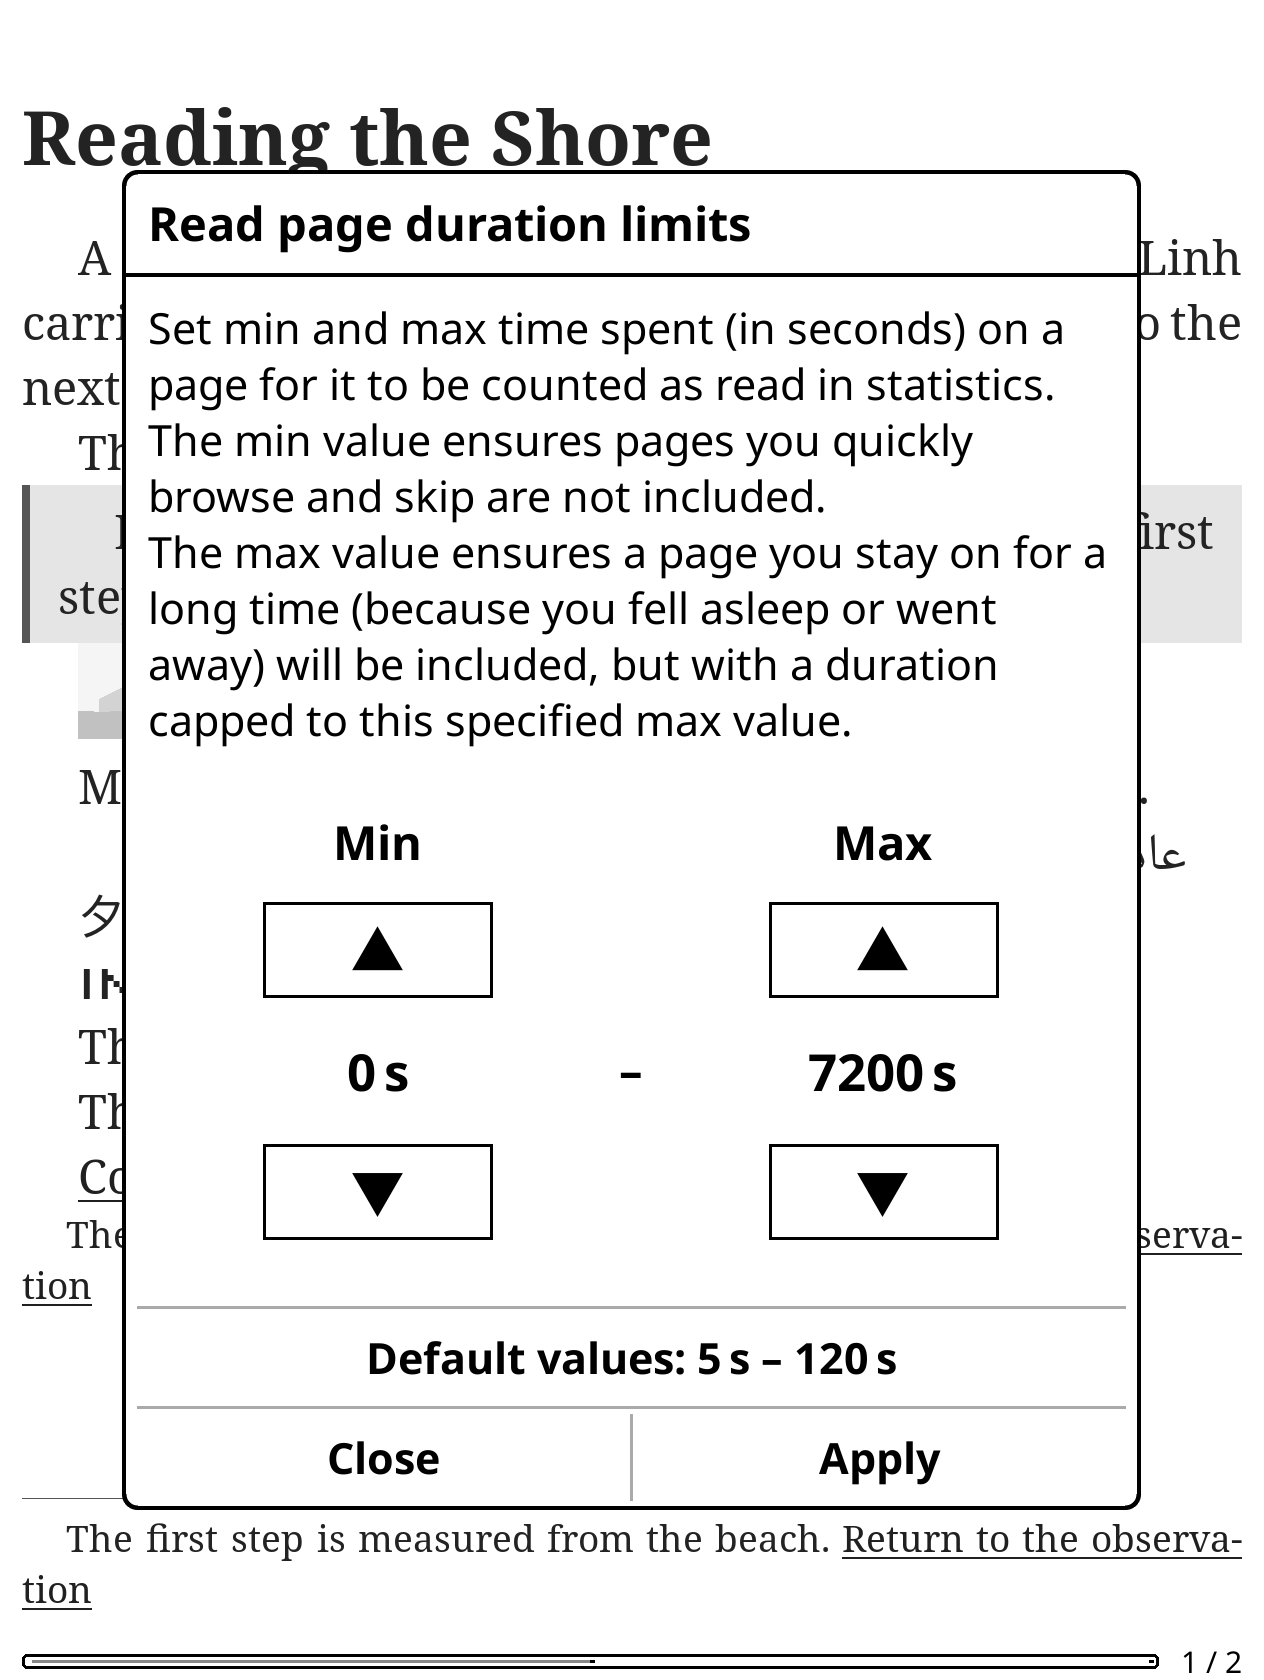 Reading the Shore
Read page duration limits
A Linh
o the
next
Set min and max time spent (in seconds) on a
page for it to be counted as read in statistics.
The min value ensures pages you quickly
browse and skip are not included.
The max value ensures a page you stay on for a
long time (because you fell asleep or went
away) will be included, but with a duration
capped to this specified max value.
Min Max
0 s – 7200 s
Default values: 5 s – 120 s
Close Apply
tion
The first step is measured from the beach. Return to the observa-
tion
1 / 2